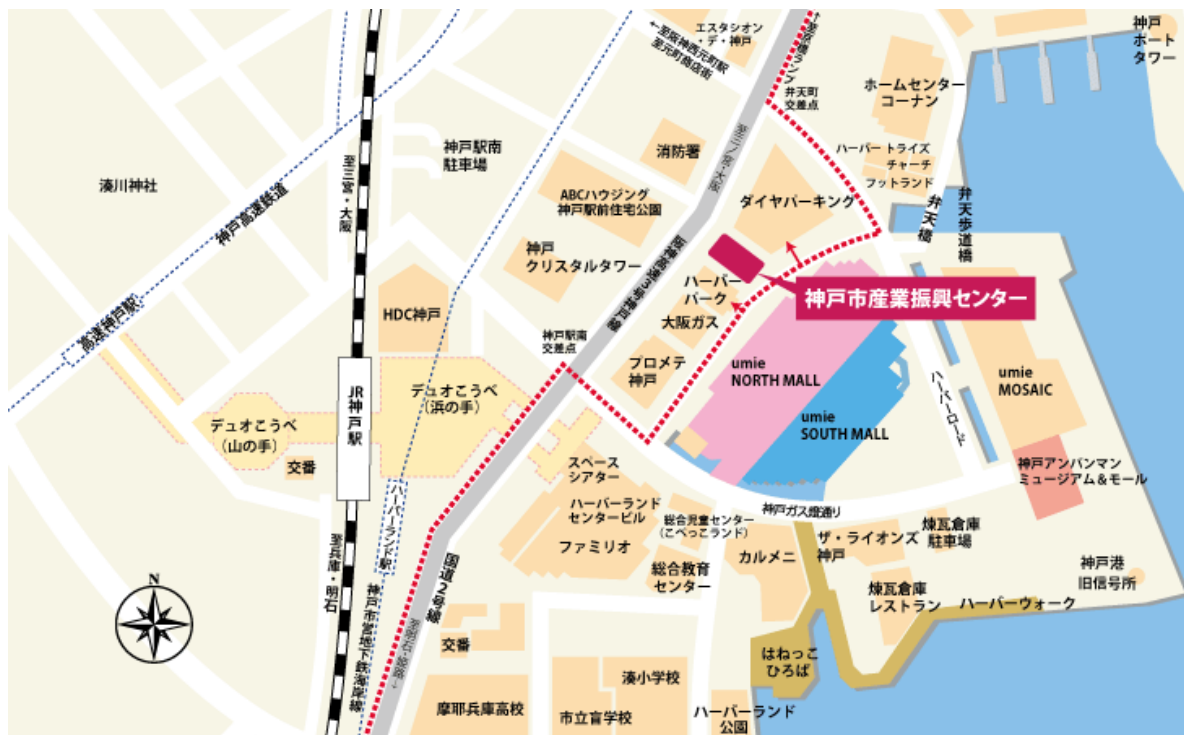 エスタシオン
・デ・神戸
←至阪神西元町駅
至元町商店街
弁天町
交差点
神戸
ポート
タワー
ホームセンター
コーナン
ハーバートライズ
チャーチ
フットランド
弁天橋
弁天歩道橋
神戸駅南
駐車場
消防署
至三ノ宮・大阪
ABCハウジング
神戸駅前住宅公園
ダイヤパーキング
湊川神社
神戸高速鉄道
至三宮・大阪
神戸
クリスタルタワー
阪神高速3号神戸線
ハーバー
パーク
神戸市産業振興センター
大阪ガス
HDC神戸
高速神戸駅
神戸駅南
交差点
プロメテ
神戸
umie
NORTH MALL
umie
SOUTH MALL
umie
MOSAIC
ハーバーロード
JR神戸駅
デュオこうべ
(浜の手)
デュオこうべ
(山の手)
交番
ハーバーランド駅
スペース
シアター
ハーバーランド
センタービル
ファミリオ
総合児童センター
(こべっこランド)
神戸ガス燈通り
神戸アンパンマン
ミュージアム&モール
カルメニ
ザ・ライオンズ
神戸
煉瓦倉庫
駐車場
総合教育
センター
神戸港
旧信号所
煉瓦倉庫
レストラン
ハーバーウォーク
至兵庫・明石
神戸市営地下鉄海岸線
国道2号線
至明石・姫路→
N
交番
はねっこ
ひろば
湊小学校
摩耶兵庫高校
市立盲学校
ハーバーランド
公園